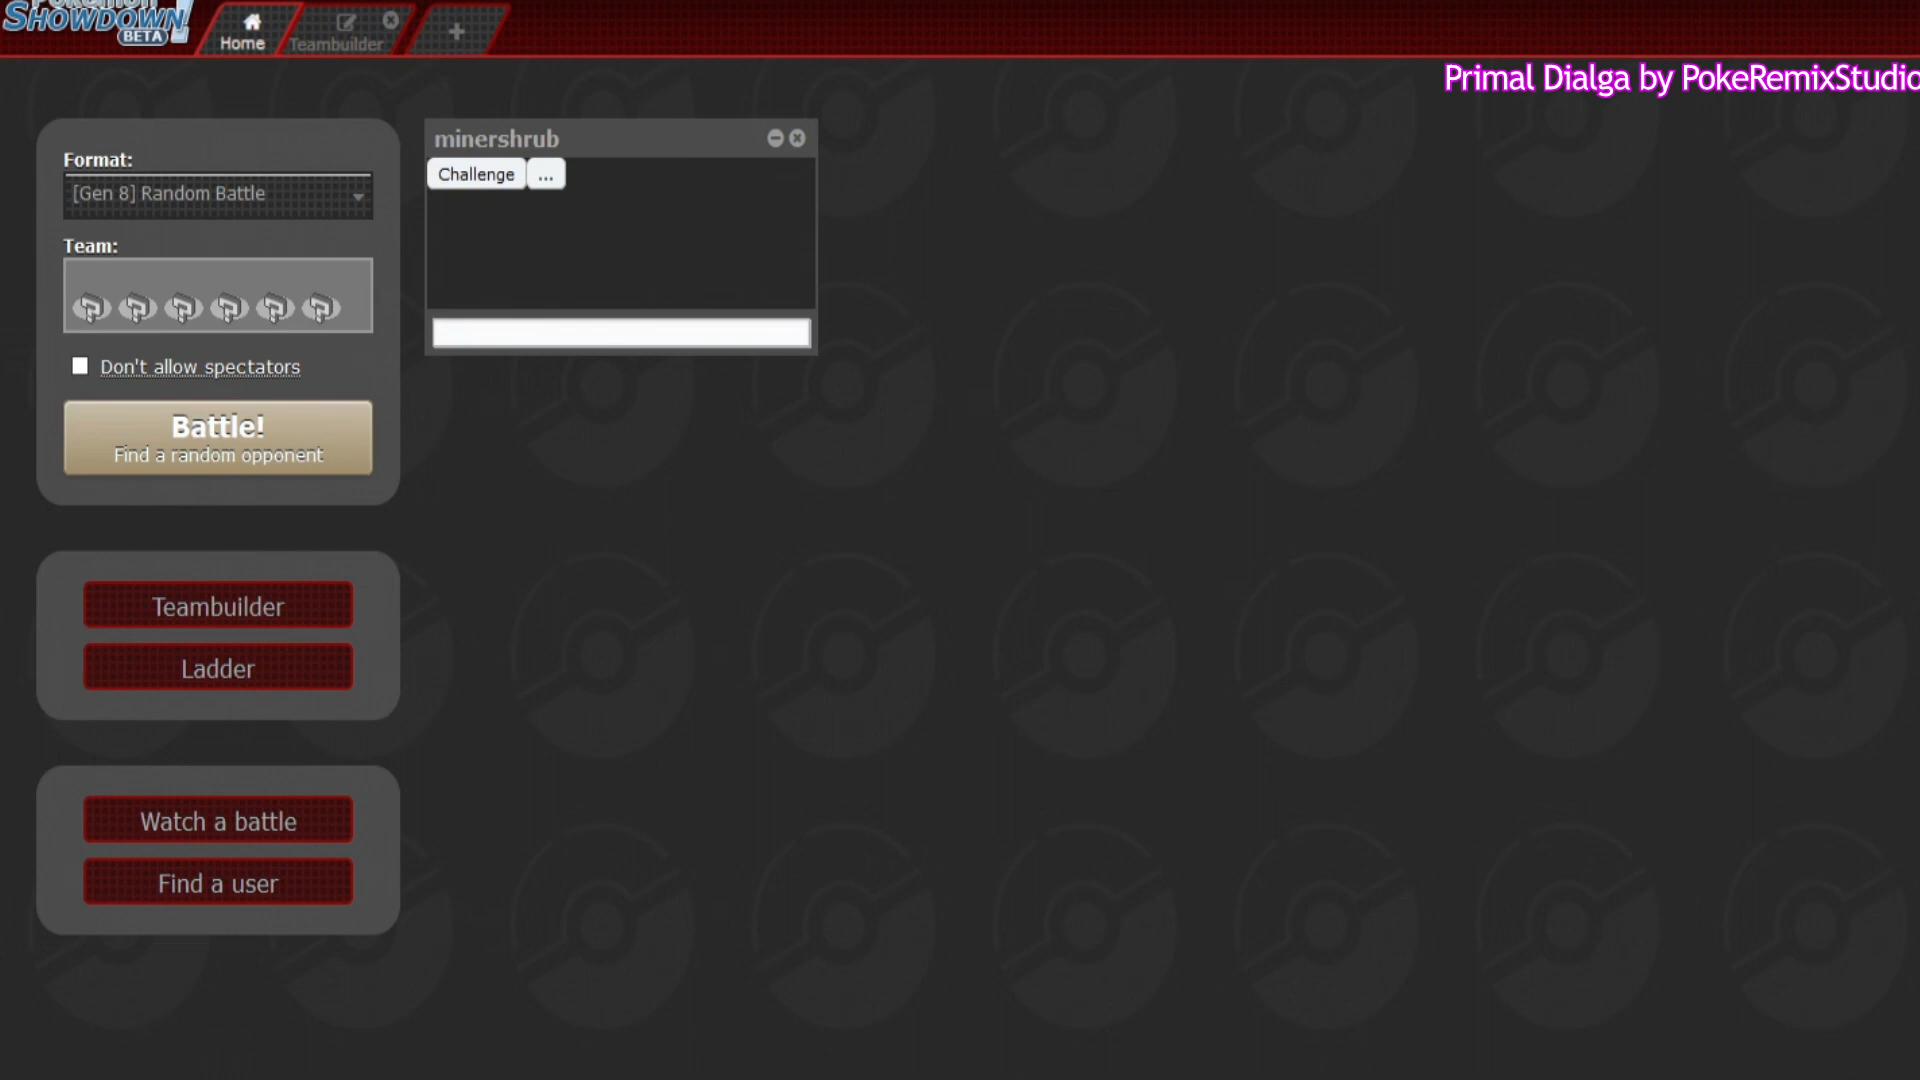 Pokémon
SHOWDOWN!
BETA
Home
Teambuilder
Primal Dialga by PokeRemixStudio
Format:
[Gen 8] Random Battle
Team:
Don't allow spectators
Battle!
Find a random opponent
minershrub
Challenge
...
Teambuilder
Ladder
Watch a battle
Find a user